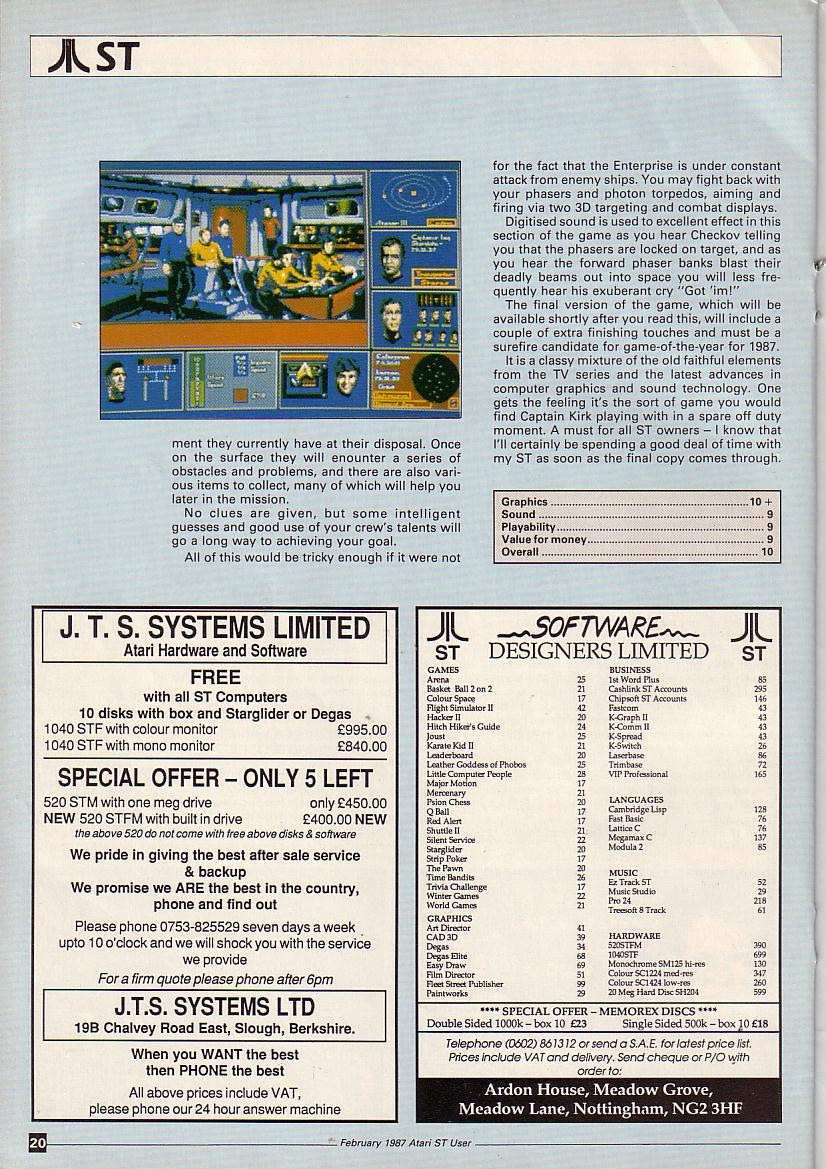 ST
ment they currently have at their disposal. Once
on the surface they will enounter a series of
obstacles and problems, and there are also vari-
ous items to collect, many of which will help you
later in the mission.
No clues are given, but some intelligent
guesses and good use of your crew's talents will
go a long way to achieving your goal.
All of this would be tricky enough if it were not
for the fact that the Enterprise is under constant
attack from enemy ships. You may fight back with
your phasers and photon torpedos, aiming and
firing via two 3D targeting and combat displays.
Digitised sound is used to excellent effect in this
section of the game as you hear Checkov telling
you that the phasers are locked on target, and as
you hear the forward phaser banks blast their
deadly beams out into space you will less fre-
quently hear his exuberant cry "Got 'im!"
The final version of the game, which will be
available shortly after you read this, will include a
couple of extra finishing touches and must be a
surefire candidate for game-of-the-year for 1987.
It is a classy mixture of the old faithful elements
from the TV series and the latest advances in
computer graphics and sound technology. One
gets the feeling it's the sort of game you would
find Captain Kirk playing with in a spare off duty
moment. A must for all ST owners – I know that
I'll certainly be spending a good deal of time with
my ST as soon as the final copy comes through.
Graphics ........ 10 +
Sound ........ 9
Playability ........ 9
Value for money ........ 9
Overall ........ 10
J. T. S. SYSTEMS LIMITED
Atari Hardware and Software
FREE
with all ST Computers
10 disks with box and Starglider or Degas
1040 STF with colour monitor £995.00
1040 STF with mono monitor £840.00
SPECIAL OFFER – ONLY 5 LEFT
520 STM with one meg drive only £450.00
NEW 520 STFM with built in drive £400.00 NEW
the above 520 do not come with free above disks & software
We pride in giving the best after sale service
& backup
We promise we ARE the best in the country,
phone and find out
Please phone 0753-825529 seven days a week
upto 10 o'clock and we will shock you with the service
we provide
For a firm quote please phone after 6pm
J.T.S. SYSTEMS LTD
19B Chalvey Road East, Slough, Berkshire.
When you WANT the best
then PHONE the best
All above prices include VAT,
please phone our 24 hour answer machine
ST SOFTWARE ST
DESIGNERS LIMITED
GAMES
Arena 25
Basket Ball 2 on 2 21
Colour Space 17
Flight Simulator II 42
Hacker II 20
Hitch Hiker's Guide 24
Joust 25
Karate Kid II 21
Leaderboard 20
Leather Goddess of Phobos 25
Little Computer People 28
Major Motion 17
Mercenary 21
Psion Chess 20
Q Ball 17
Red Alert 17
Shuttle II 21
Silent Service 22
Starglider 20
Strip Poker 17
The Pawn 20
Time Bandits 26
Trivia Challenge 17
Winter Games 22
World Games 21
GRAPHICS
Art Director 41
CAD 3D 39
Degas 34
Degas Elite 68
Easy Draw 69
Film Director 51
Fleet Street Publisher 99
Paintworks 29
BUSINESS
1st Word Plus 85
Cashlink ST Accounts 295
Chipsoft ST Accounts 146
Fastcom 43
K-Graph II 43
K-Comm II 43
K-Spread 43
K-Switch 26
Laserbase 86
Trimbase 72
VIP Professional 165
LANGUAGES
Cambridge Lisp 128
Fast Basic 76
Lattice C 76
Megamax C 137
Modula 2 85
MUSIC
Ez Track ST 52
Music Studio 29
Pro 24 218
Treesoft 8 Track 61
HARDWARE
520STFM 390
1040STF 699
Monochrome SM125 hi-res 130
Colour SC1224 med-res 347
Colour SC1424 low-res 260
20 Meg Hard Disc SH204 599
**** SPECIAL OFFER – MEMOREX DISCS ****
Double Sided 1000k – box 10 £23 Single Sided 500k – box 10 £18
Telephone (0602) 861312 or send a S.A.E. for latest price list.
Prices include VAT and delivery. Send cheque or P/O with
order to:
Ardon House, Meadow Grove,
Meadow Lane, Nottingham, NG2 3HF
20 February 1987 Atari ST User